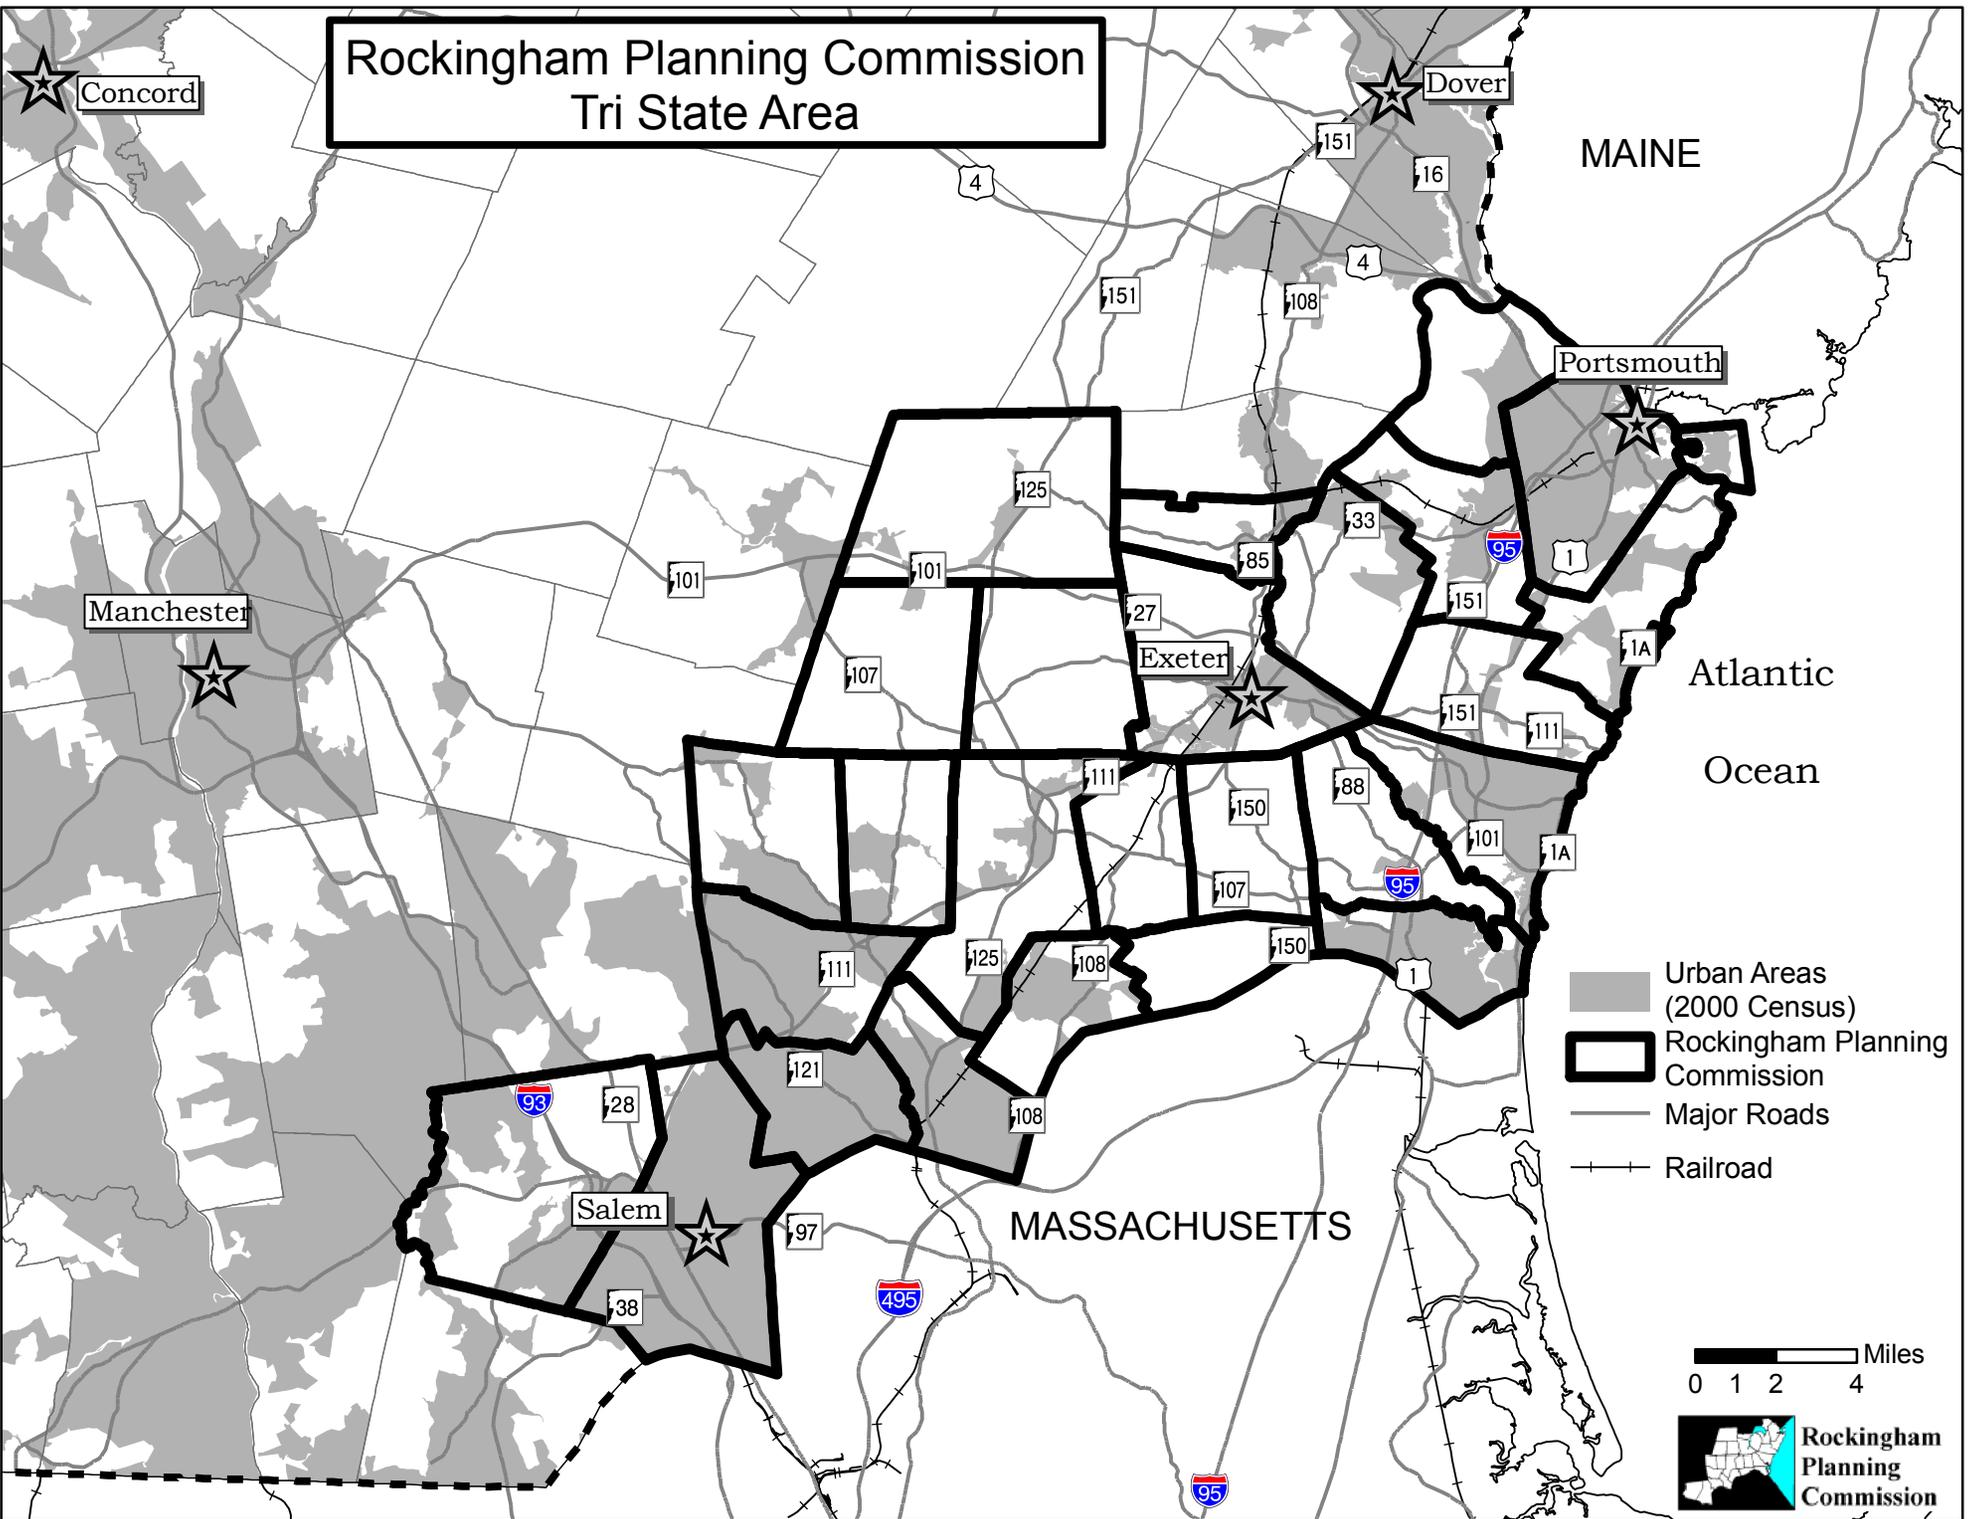 Rockingham Planning Commission
Tri State Area
Concord
Dover
151
16
MAINE
4
4
151
108
Portsmouth
125
33
95
1
85
101
101
Manchester
27
151
1A
Exeter
107
Atlantic
151
111
Ocean
111
88
150
101
1A
95
107
150
125
108
111
1
Urban Areas
(2000 Census)
Rockingham Planning
Commission
Major Roads
Railroad
121
93
28
108
Salem
97
MASSACHUSETTS
495
38
Miles
0 1 2 4
95
Rockingham
Planning
Commission